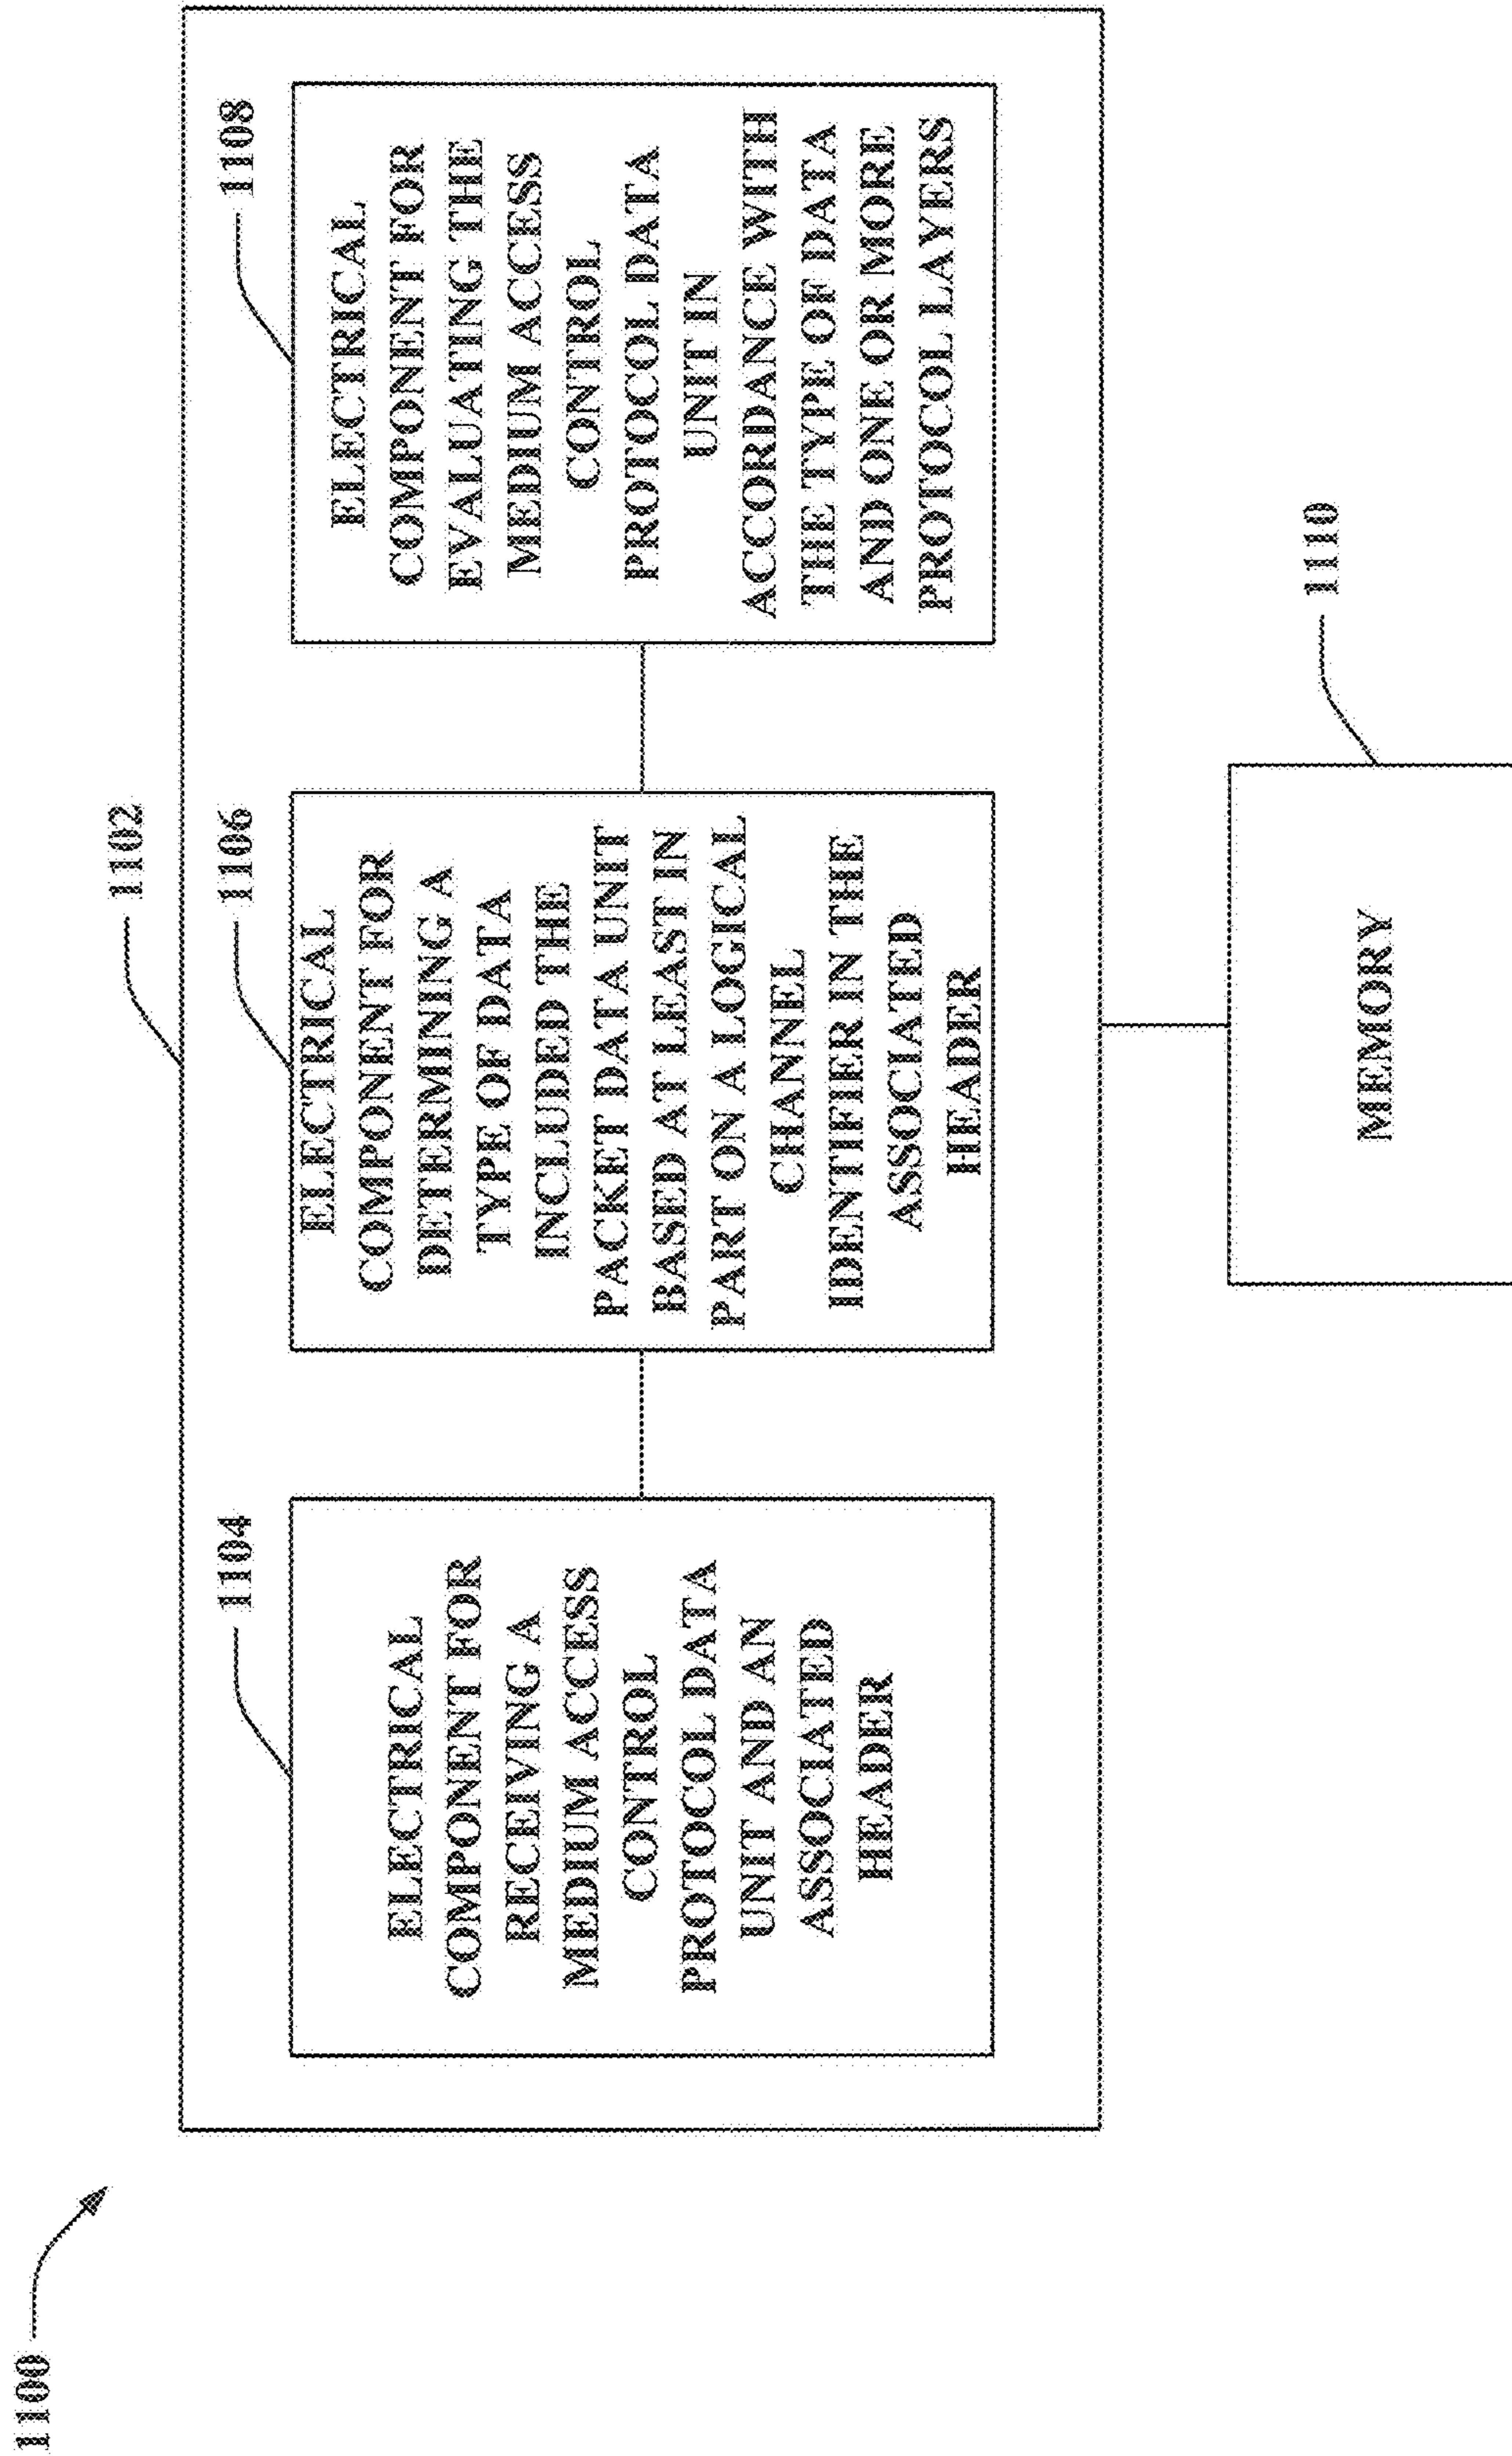 1100
1102
1104
ELECTRICAL
COMPONENT FOR
RECEIVING A
MEDIUM ACCESS
CONTROL
PROTOCOL DATA
UNIT AND AN
ASSOCIATED
HEADER
1106
ELECTRICAL
COMPONENT FOR
DETERMINING A
TYPE OF DATA
INCLUDED THE
PACKET DATA UNIT
BASED AT LEAST IN
PART ON A LOGICAL
CHANNEL
IDENTIFIER IN THE
ASSOCIATED
HEADER
1108
ELECTRICAL
COMPONENT FOR
EVALUATING THE
MEDIUM ACCESS
CONTROL
PROTOCOL DATA
UNIT IN
ACCORDANCE WITH
THE TYPE OF DATA
AND ONE OR MORE
PROTOCOL LAYERS
1110
MEMORY